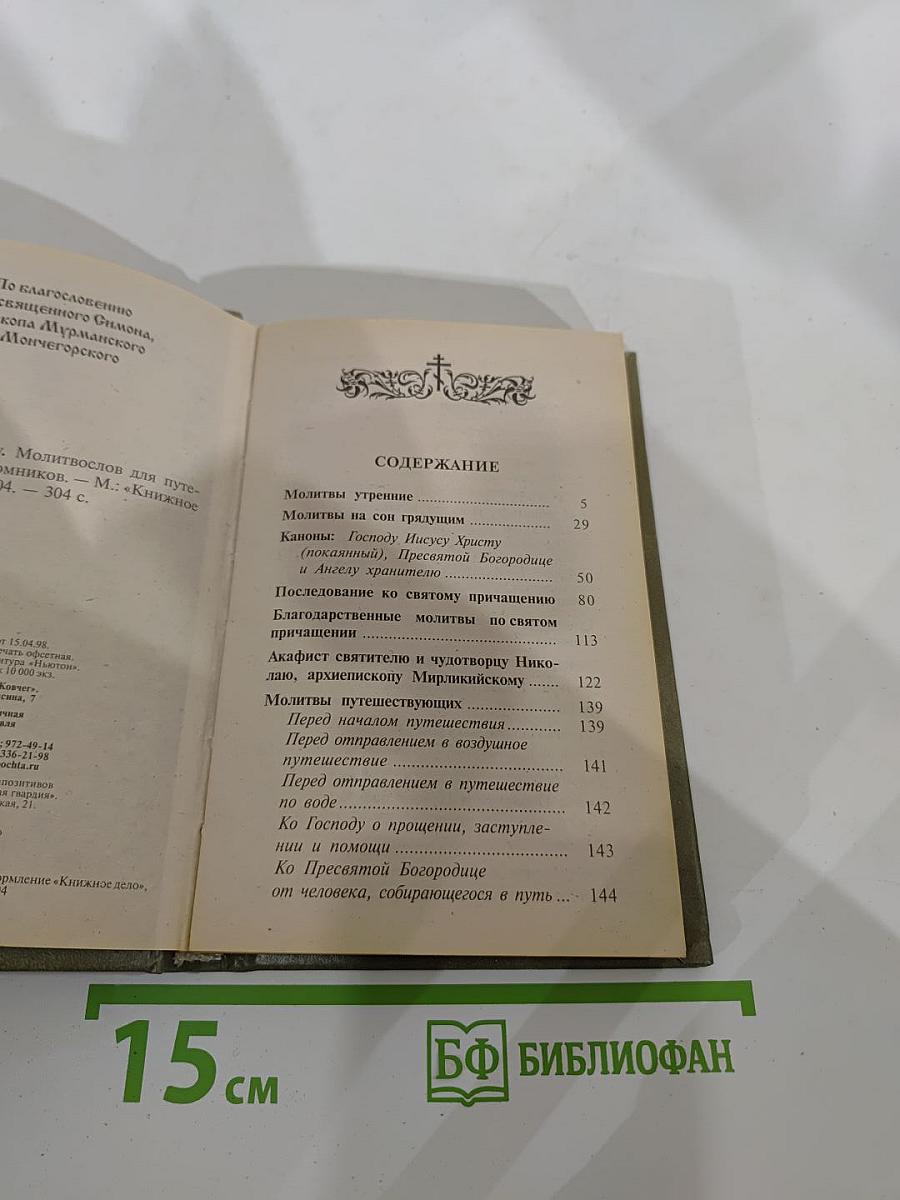 По благословению
священного Симона,
Мурманского
Мончегорского
Молитвослов для путе-
— М.: «Книжное
— 304 с.
от 15.04.98.
офсетная.
«Ньютон».
10 000 экз.
7
972-49-14
336-21-98
гвардия».
21.
«Книжное дело»,
СОДЕРЖАНИЕ
Молитвы утренние .......................... 5
Молитвы на сон грядущим ................ 29
Каноны: Господу Иисусу Христу
(покаянный), Пресвятой Богородице
и Ангелу хранителю ........................ 50
Последование ко святому причащению 80
Благодарственные молитвы по святом
причащении ........................................ 113
Акафист святителю и чудотворцу Нико-
лаю, архиепископу Мирликийскому ....... 122
Молитвы путешествующих .................. 139
Перед началом путешествия ............ 139
Перед отправлением в воздушное
путешествие .................................. 141
Перед отправлением в путешествие
по воде ............................................ 142
Ко Господу о прощении, заступле-
нии и помощи ................................ 143
Ко Пресвятой Богородице
от человека, собирающегося в путь ... 144
15 см
БФ БИБЛИОФАН